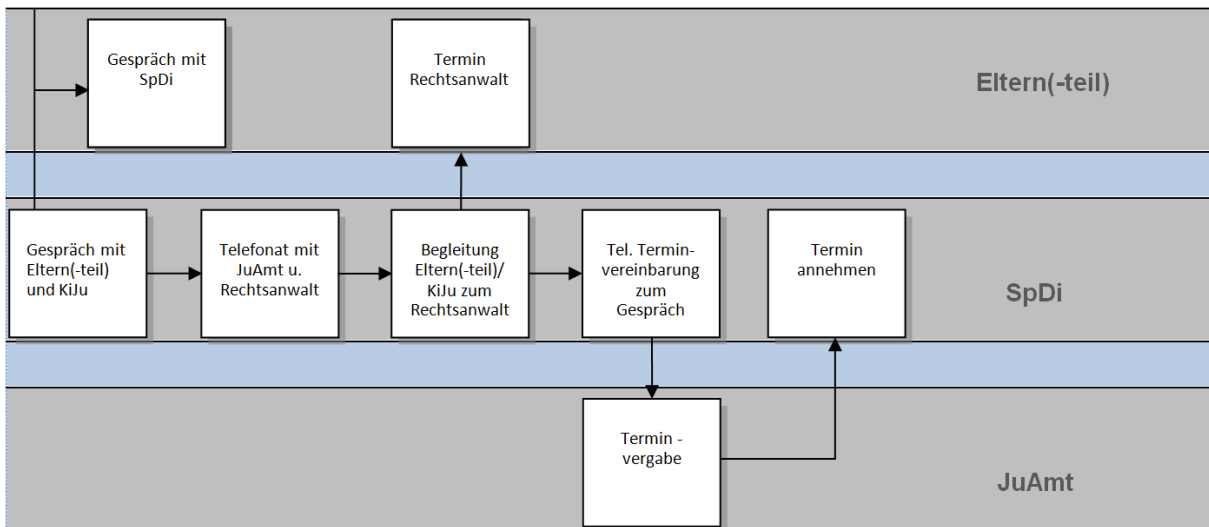 Gespräch mit
SpDi
Termin
Rechtsanwalt
Eltern(-teil)
Gespräch mit
Eltern(-teil)
und KiJu
Telefonat mit
JuAmt u.
Rechtsanwalt
Begleitung
Eltern(-teil)/
KiJu zum
Rechtsanwalt
Tel. Termin-
vereinbarung
zum
Gespräch
Termin
annehmen
SpDi
Termin -
vergabe
JuAmt